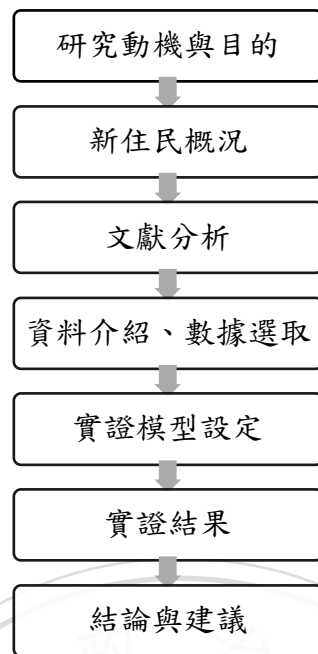 研究動機與目的
新住民概況
文獻分析
資料介紹、數據選取
實證模型設定
實證結果
結論與建議